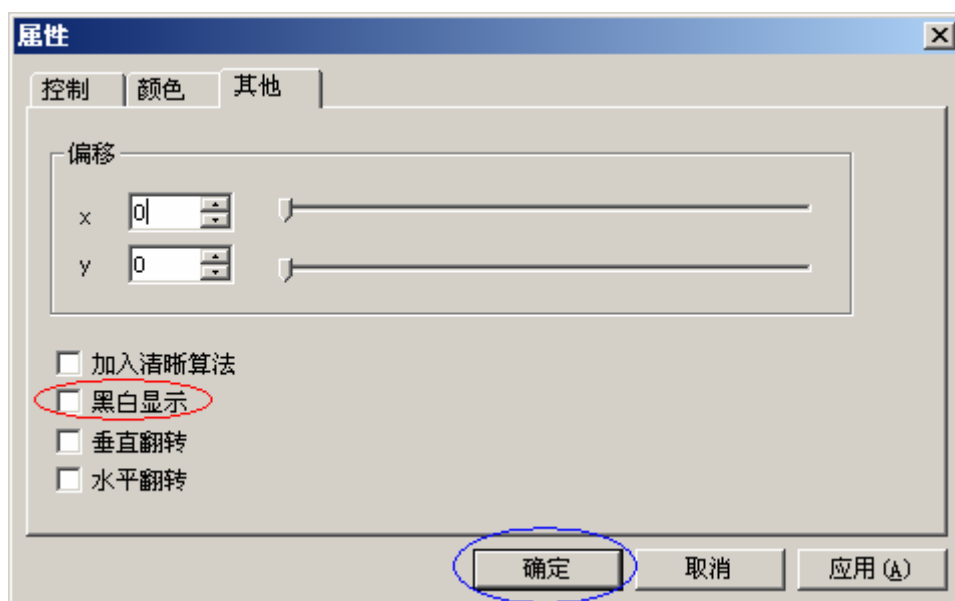 属性
控制 颜色 其他
偏移
x 0
y 0
加入清晰算法
黑白显示
垂直翻转
水平翻转
确定 取消 应用(A)